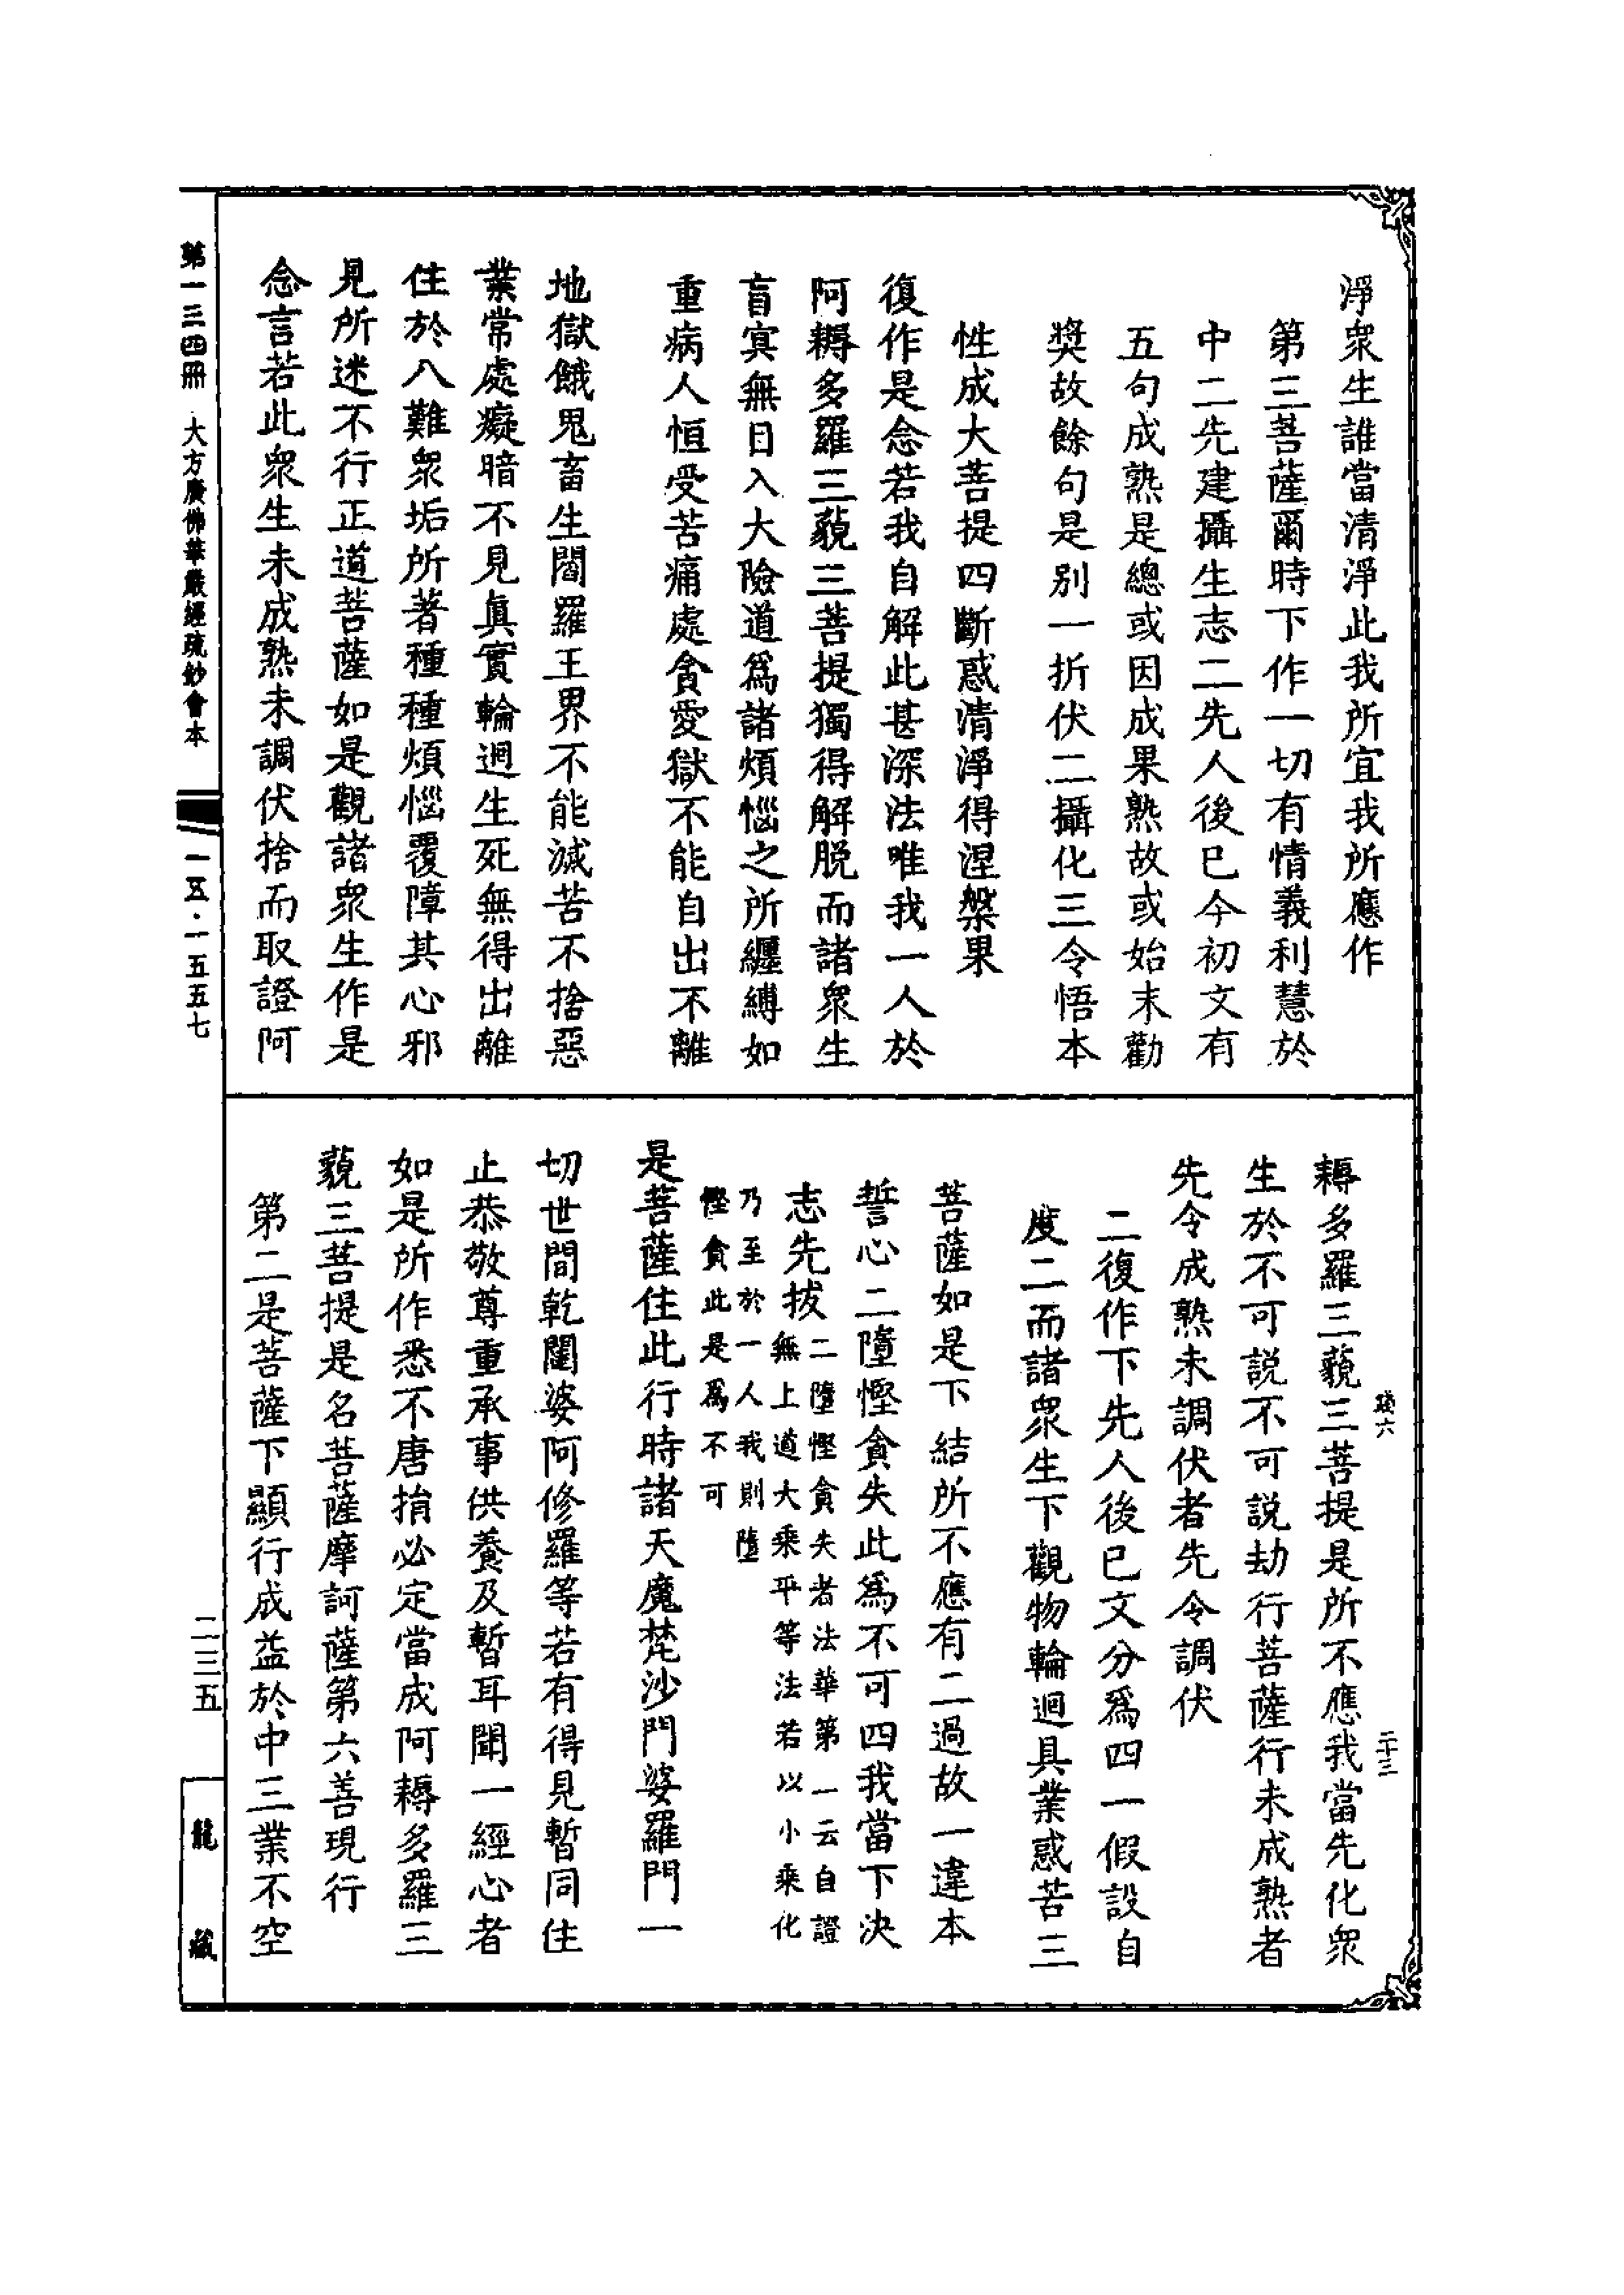 淨衆生誰當清淨此我所宜我所應作
第三菩薩爾時下作一切有情義利慧於
中二先建攝生志二先人後已今初文有
五句成熟是總或因成果熟故或始末勸
奬故餘句是别一折伏二攝化三令悟本
性成大菩提四斷惑清淨得涅槃果
復作是念若我自解此甚深法唯我一人於
阿耨多羅三藐三菩提獨得解脱而諸衆生
盲㝠無目入大險道爲諸煩惱之所纏縛如
重病人恒受苦痛處貪愛獄不能自出不離
地獄餓鬼畜生閻羅王界不能滅苦不捨惡
業常處癡暗不見眞實輪迴生死無得出離
住於八難衆垢所著種種煩惱覆障其心邪
見所迷不行正道菩薩如是觀諸衆生作是
念言若此衆生未成熟未調伏捨而取證阿
耨多羅三藐三菩提是所不應我當先化衆
生於不可説不可説劫行菩薩行未成熟者
先令成熟未調伏者先令調伏
二復作下先人後已文分爲四一假設自
度二而諸衆生下觀物輪迴具業惑苦三
菩薩如是下結所不應有二過故一違本
誓心二墮慳貪失此爲不可四我當下決
志先拔二墮慳貪失者法華第一云自證
無上道大乘平等法若以小乘化
乃至於一人我則墮
慳貪此是爲不可
是菩薩住此行時諸天魔梵沙門婆羅門一
切世間乾闥婆阿修羅等若有得見暫同住
止恭敬尊重承事供養及暫耳聞一經心者
如是所作悉不唐捐必定當成阿耨多羅三
藐三菩提是名菩薩摩訶薩第六善現行
第二是菩薩下顯行成益於中三業不空
六
二十三
第一三四冊 大方廣佛華嚴經疏鈔會本
一五·一五五七
二三五
龍藏